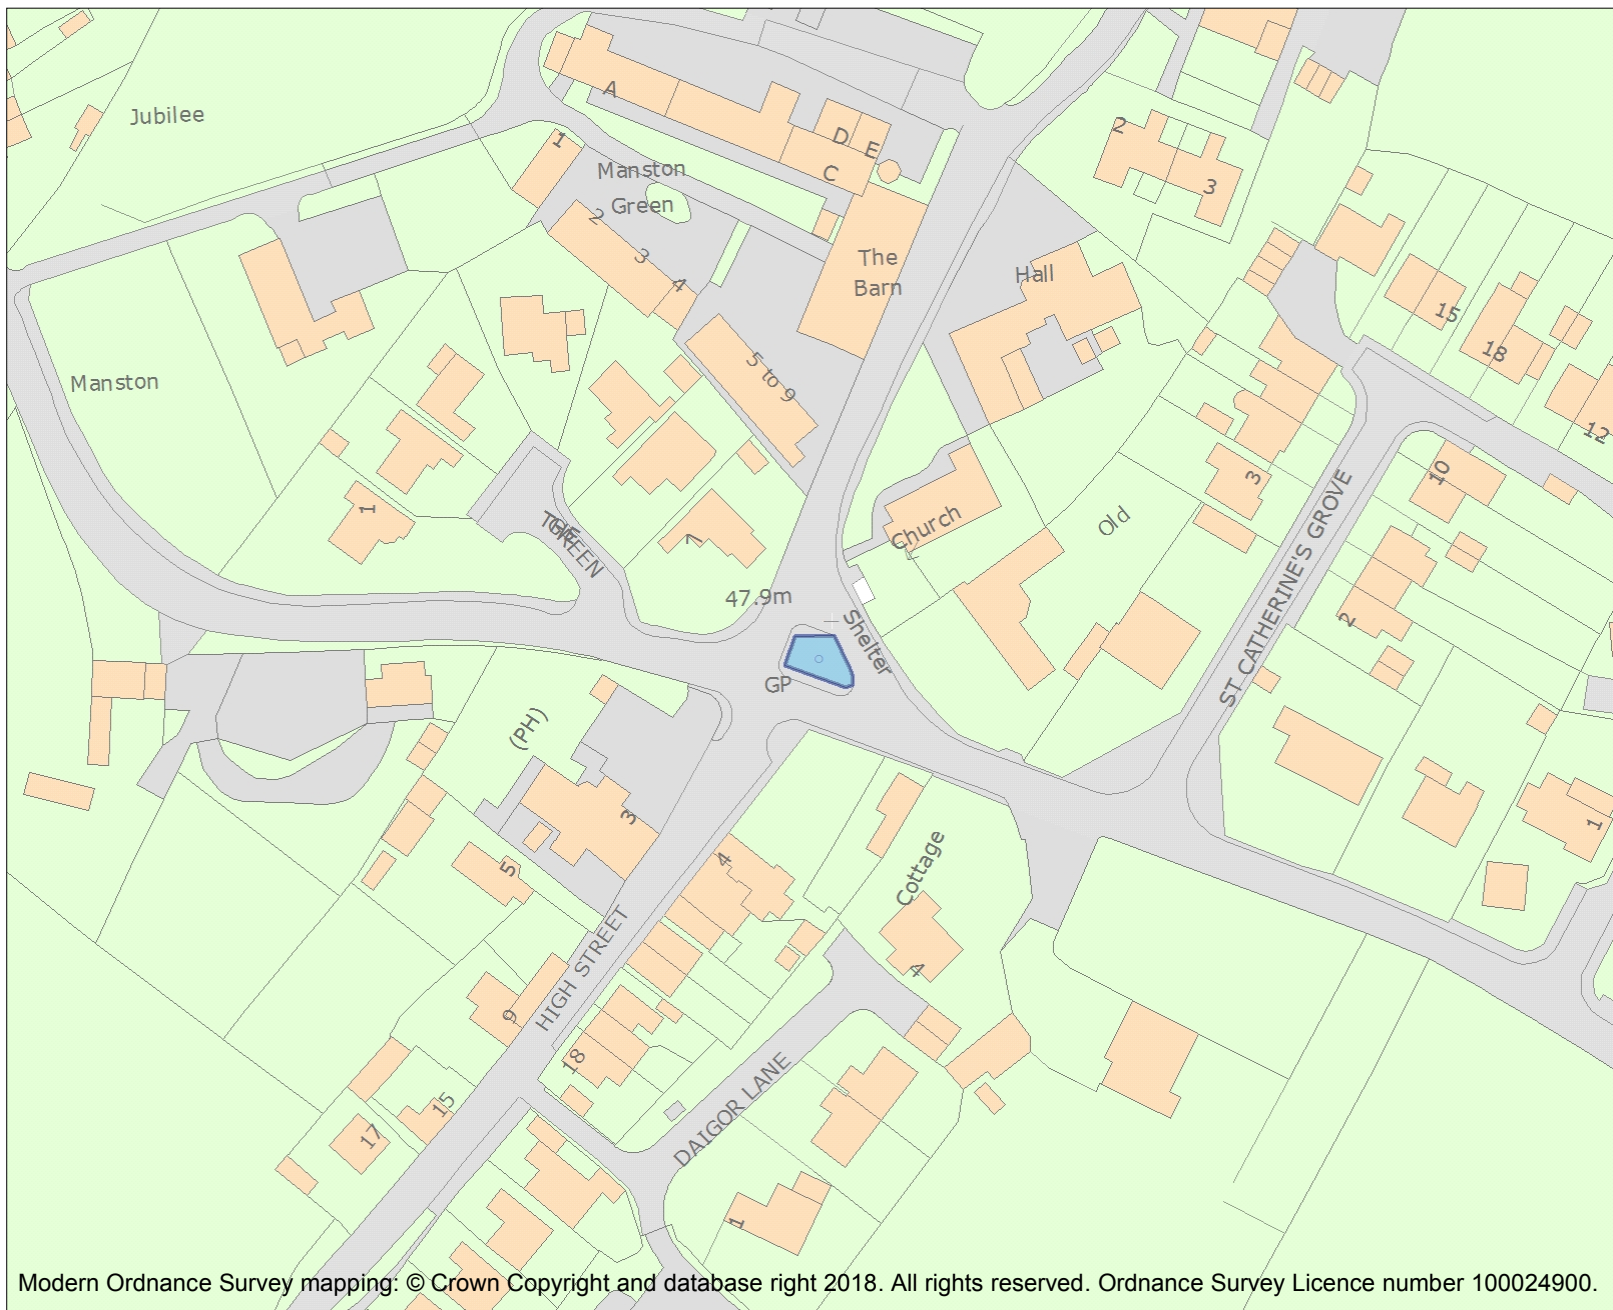 A
2
Jubilee
1
D
E
Manston
Green
C
3
2
3
4
The
Barn
Hall
15
18
Manston
5 to 9
12
10
3
1
THE
GREEN
7
Church
Old
47.9m
Shelter
2
ST CATHERINE'S GROVE
GP
(PH)
3
4
5
Cottage
1
HIGH STREET
4
9
18
15
17
DAIGOR LANE
1
Modern Ordnance Survey mapping: © Crown Copyright and database right 2018. All rights reserved. Ordnance Survey Licence number 100024900.